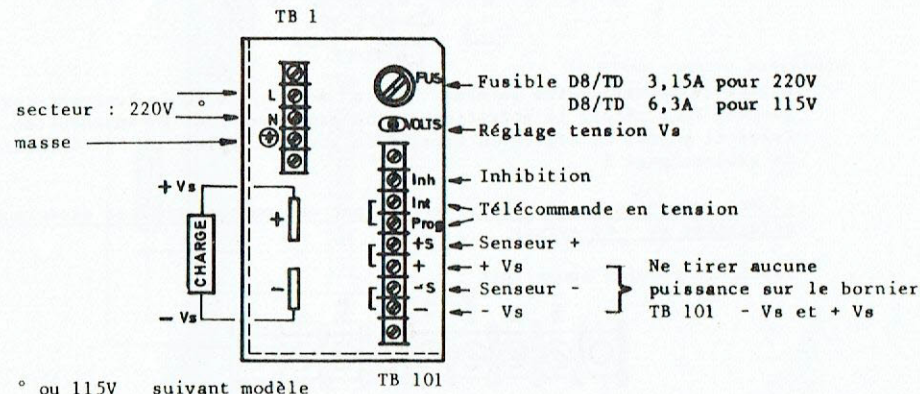 TB 1
FUS
Fusible D8/TD 3,15A pour 220V
D8/TD 6,3A pour 115V
L
secteur : 220V °
N
VOLTS
Réglage tension Vs
masse
Inh
Inhibition
+ Vs
Int
Télécommande en tension
+
Prog
CHARGE
+S
Senseur +
+
+ Vs
Ne tirer aucune
-
-S
Senseur -
puissance sur le bornier
- Vs
-
- Vs
TB 101 - Vs et + Vs
° ou 115V suivant modèle
TB 101